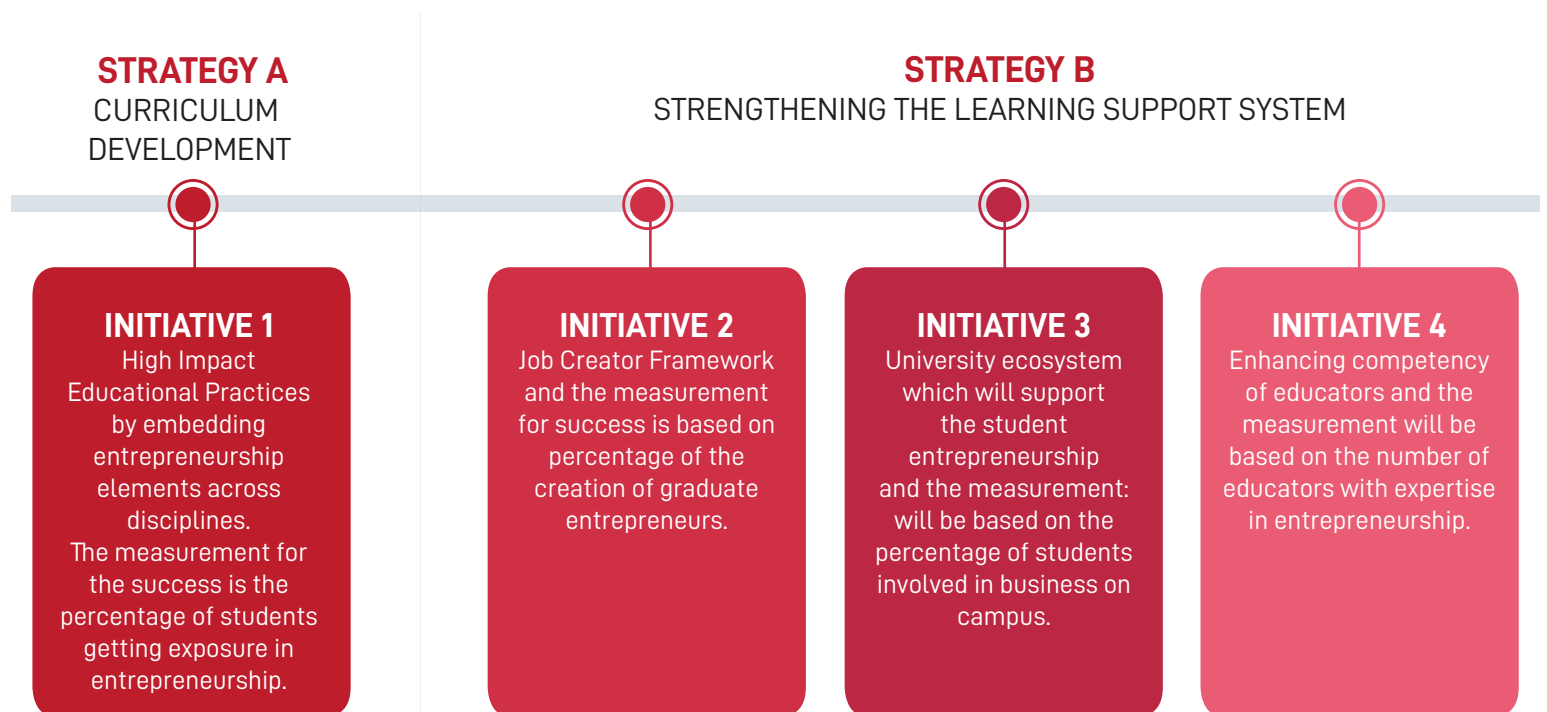 STRATEGY A
CURRICULUM
DEVELOPMENT
STRATEGY B
STRENGTHENING THE LEARNING SUPPORT SYSTEM
INITIATIVE 1
High Impact
Educational Practices
by embedding
entrepreneurship
elements across
disciplines.
The measurement for
the success is the
percentage of students
getting exposure in
entrepreneurship.
INITIATIVE 2
Job Creator Framework
and the measurement
for success is based on
percentage of the
creation of graduate
entrepreneurs.
INITIATIVE 3
University ecosystem
which will support
the student
entrepreneurship
and the measurement:
will be based on the
percentage of students
involved in business on
campus.
INITIATIVE 4
Enhancing competency
of educators and the
measurement will be
based on the number of
educators with expertise
in entrepreneurship.